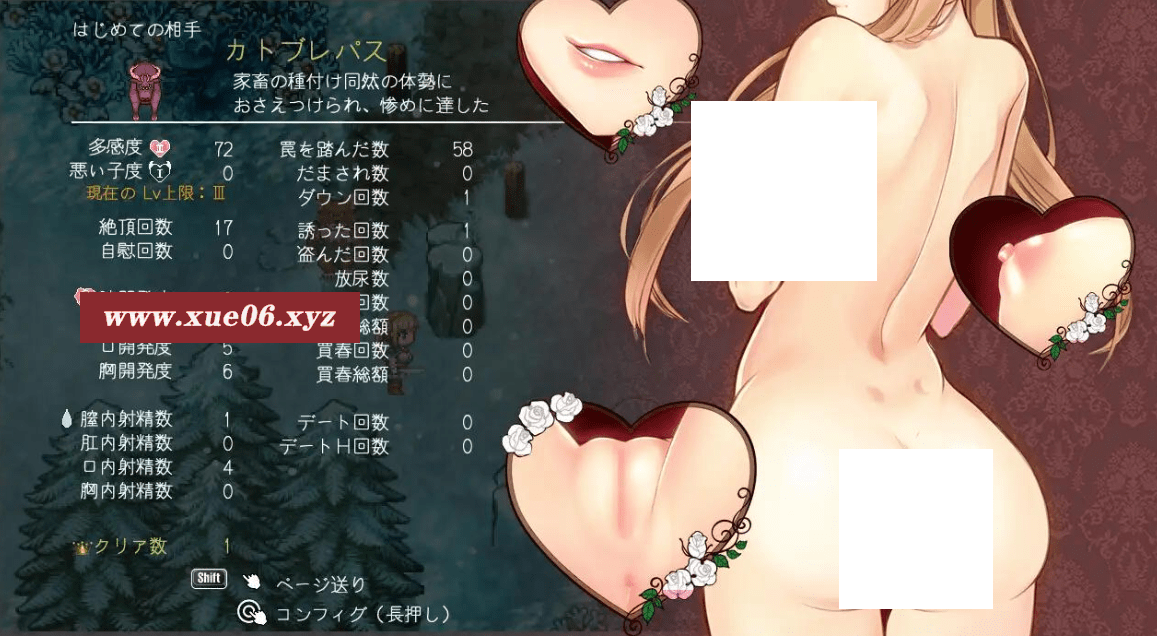 はじめての相手
カトブレパス
家畜の種付け同然の体勢に
おさえつけられ、惨めに達した
多感度 72
悪い子度 0
現在の Lv上限：Ⅲ
絶頂回数 17
自慰回数 0
www.xue06.xyz
口開発度 5
胸開発度 6
膣内射精数 1
肛内射精数 0
口内射精数 4
胸内射精数 0
クリア数 1
罠を踏んだ数 58
だまされ数 0
ダウン回数 1
誘った回数 1
盗んだ回数 0
放尿数 0
回数 0
総額 0
買春回数 0
買春総額 0
デート回数 0
デートH回数 0
Shift ページ送り
コンフィグ（長押し）